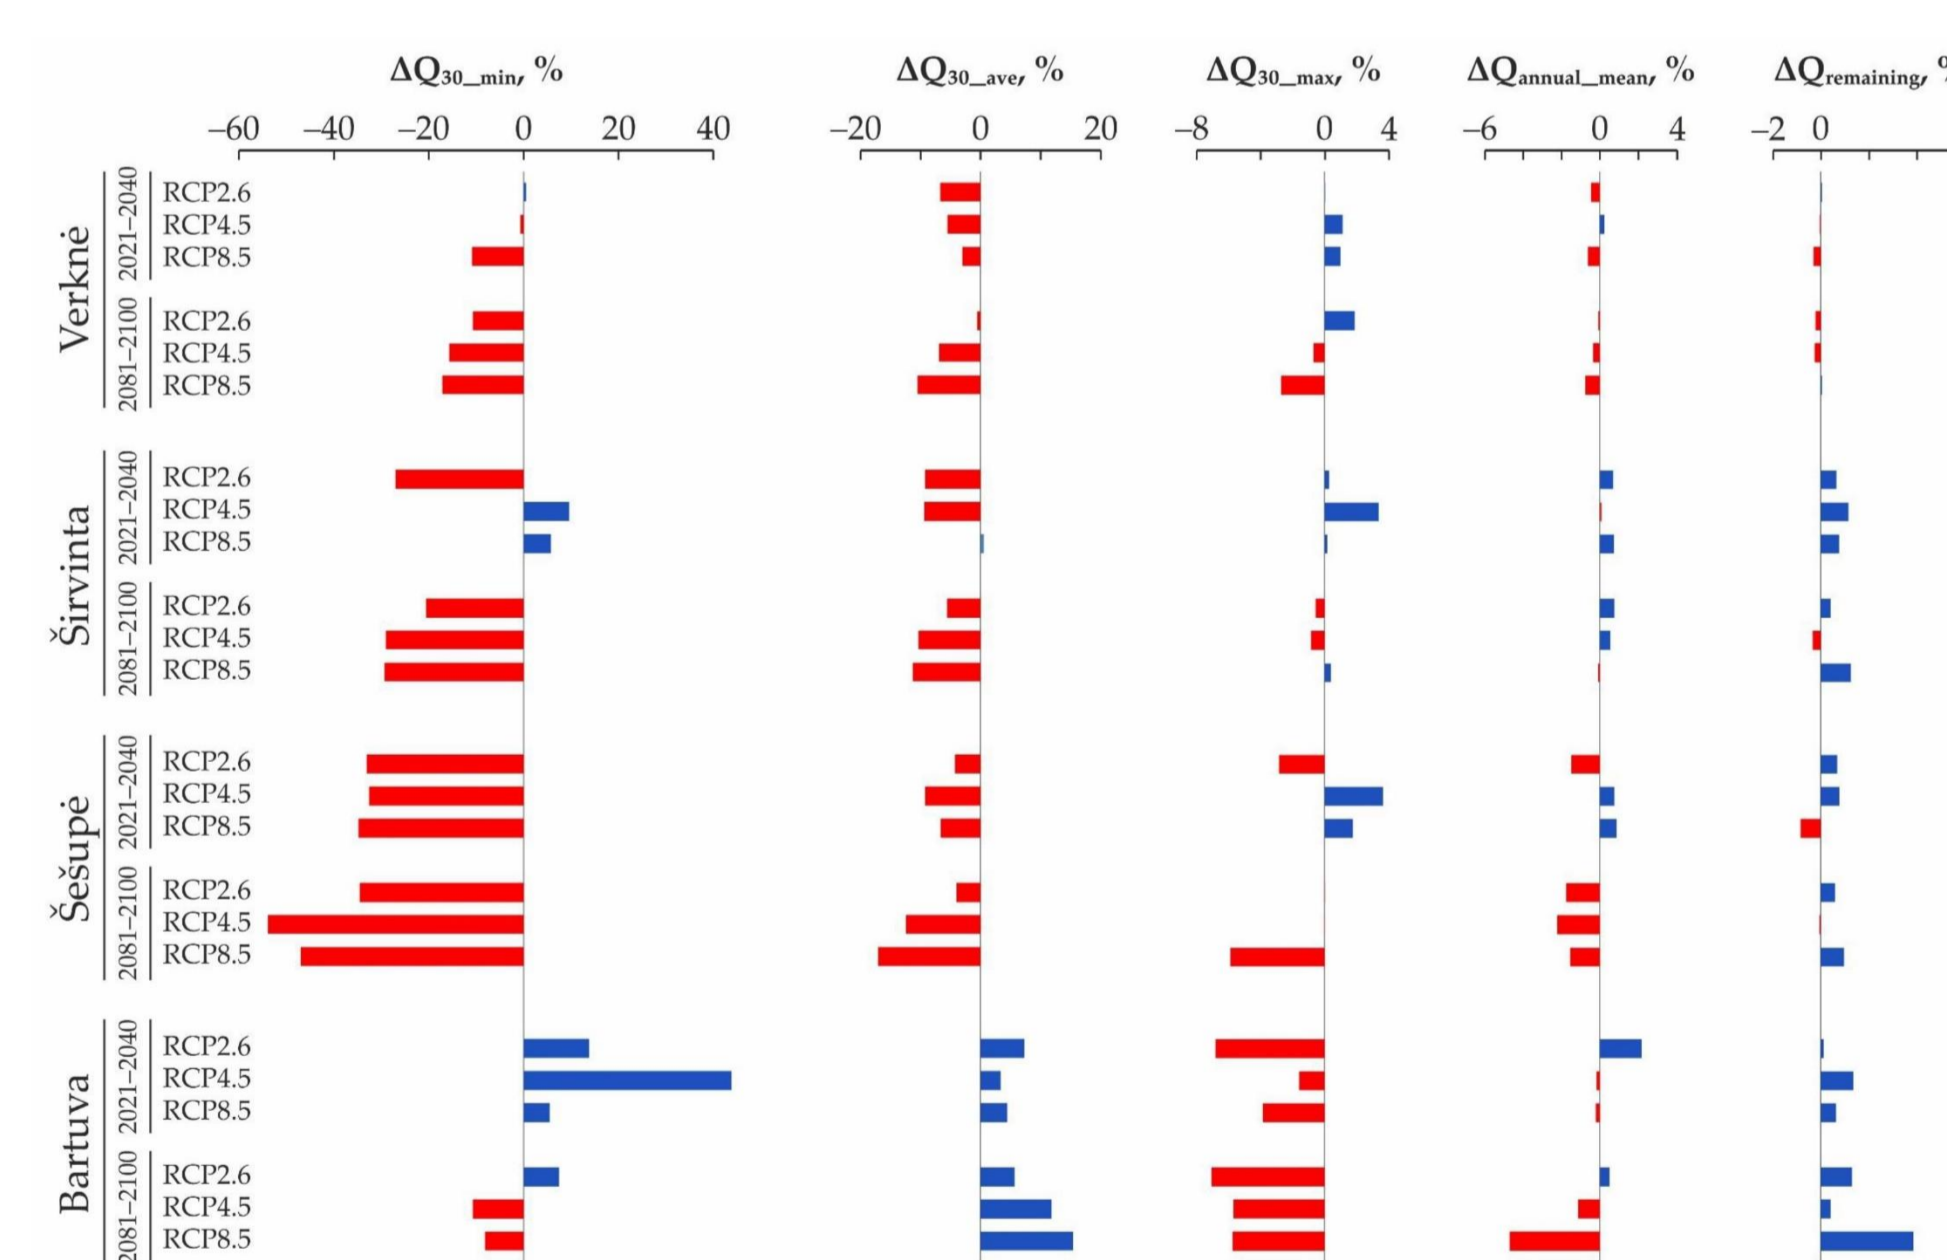 ΔQ30_min, %
ΔQ30_ave, %
ΔQ30_max, %
ΔQannual_mean, %
ΔQremaining, %
−60 −40 −20 0 20 40
−20 0 20
−8 0 4
−6 0 4
−2 0
Verknė
2021–2040
RCP2.6
RCP4.5
RCP8.5
2081–2100
RCP2.6
RCP4.5
RCP8.5
Širvinta
2021–2040
RCP2.6
RCP4.5
RCP8.5
2081–2100
RCP2.6
RCP4.5
RCP8.5
Šešupė
2021–2040
RCP2.6
RCP4.5
RCP8.5
2081–2100
RCP2.6
RCP4.5
RCP8.5
Bartuva
2021–2040
RCP2.6
RCP4.5
RCP8.5
2081–2100
RCP2.6
RCP4.5
RCP8.5